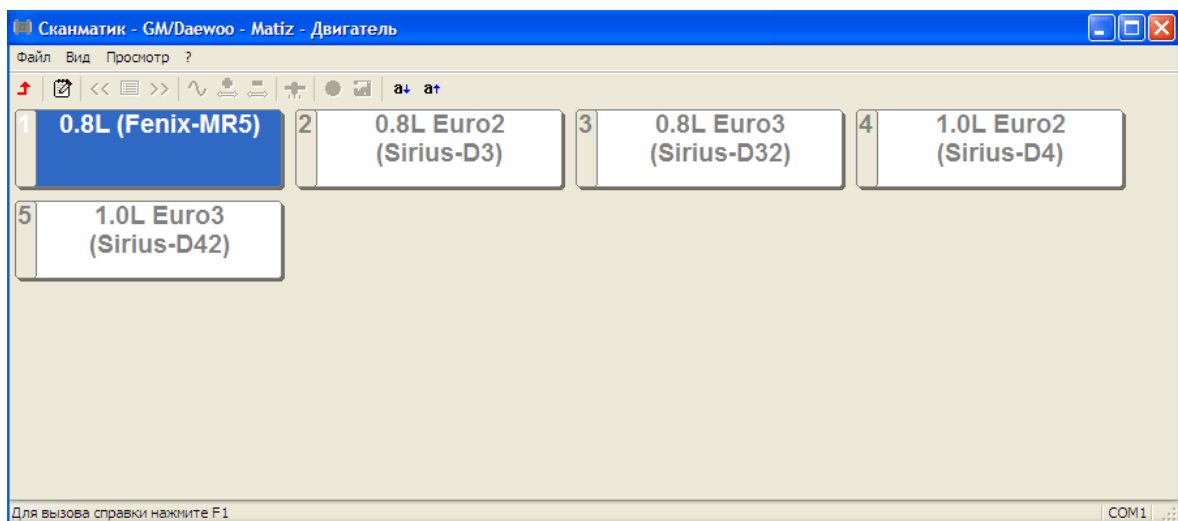 Сканматик - GM/Daewoo - Matiz - Двигатель
Файл Вид Просмотр ?
<< >> a↓ a↑
1 0.8L (Fenix-MR5)
2 0.8L Euro2
(Sirius-D3)
3 0.8L Euro3
(Sirius-D32)
4 1.0L Euro2
(Sirius-D4)
5 1.0L Euro3
(Sirius-D42)
Для вызова справки нажмите F1
COM1